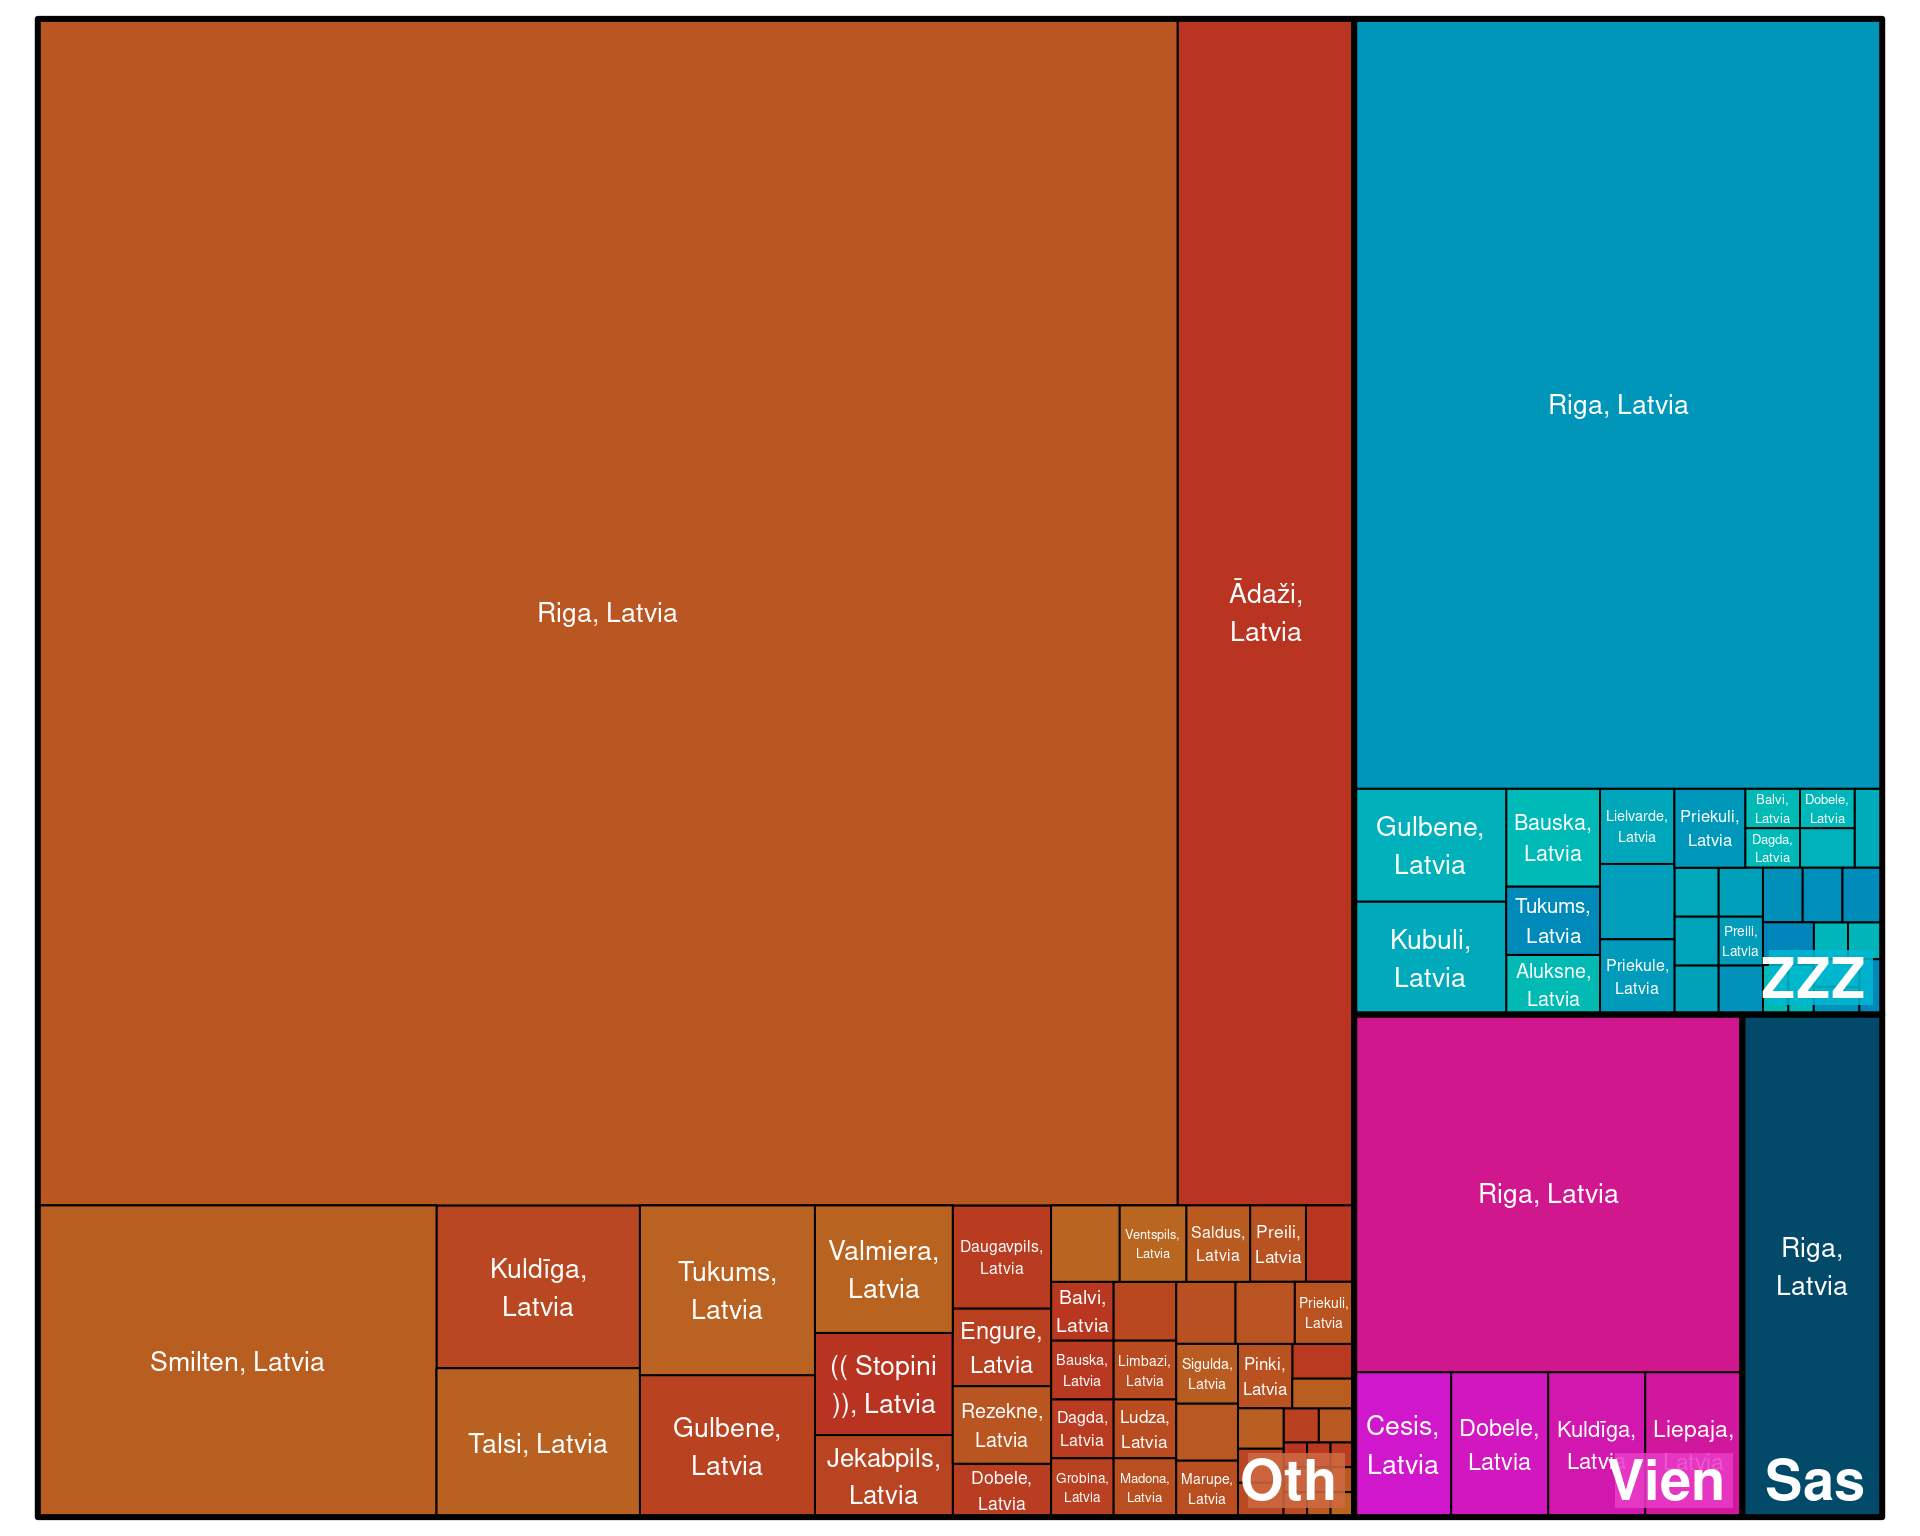 Riga, Latvia
Ādaži,
Latvia
Smilten, Latvia
Kuldīga,
Latvia
Talsi, Latvia
Tukums,
Latvia
Gulbene,
Latvia
Valmiera,
Latvia
(( Stopini
)), Latvia
Jekabpils,
Latvia
Daugavpils,
Latvia
Engure,
Latvia
Rezekne,
Latvia
Dobele,
Latvia
Ventspils,
Latvia
Saldus,
Latvia
Preili,
Latvia
Balvi,
Latvia
Priekuli,
Latvia
Bauska,
Latvia
Limbazi,
Latvia
Sigulda,
Latvia
Pinki,
Latvia
Dagda,
Latvia
Ludza,
Latvia
Grobina,
Latvia
Madona,
Latvia
Marupe,
Latvia
Oth
Riga, Latvia
Gulbene,
Latvia
Kubuli,
Latvia
Bauska,
Latvia
Tukums,
Latvia
Aluksne,
Latvia
Lielvarde,
Latvia
Priekule,
Latvia
Priekuli,
Latvia
Balvi,
Latvia
Dobele,
Latvia
Dagda,
Latvia
Preili,
Latvia
ZZZ
Riga, Latvia
Cesis,
Latvia
Dobele,
Latvia
Kuldīga,
Latvia
Liepaja,
Latvia
Vien
Riga,
Latvia
Sas